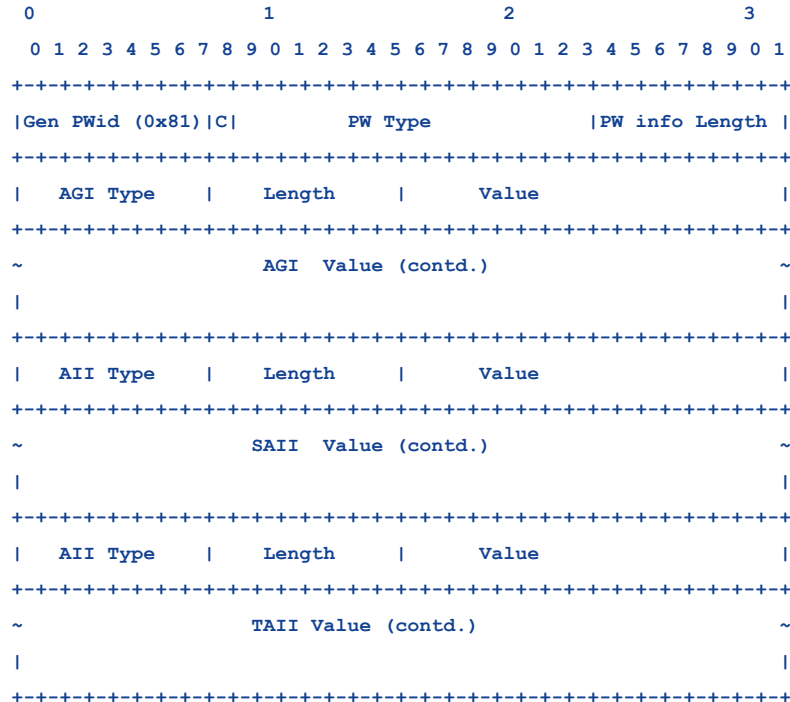 0                   1                   2                   3
 0 1 2 3 4 5 6 7 8 9 0 1 2 3 4 5 6 7 8 9 0 1 2 3 4 5 6 7 8 9 0 1
+-+-+-+-+-+-+-+-+-+-+-+-+-+-+-+-+-+-+-+-+-+-+-+-+-+-+-+-+-+-+-+-+
|Gen PWid (0x81)|C|         PW Type             |PW info Length |
+-+-+-+-+-+-+-+-+-+-+-+-+-+-+-+-+-+-+-+-+-+-+-+-+-+-+-+-+-+-+-+-+
|   AGI Type    |    Length     |      Value                    |
+-+-+-+-+-+-+-+-+-+-+-+-+-+-+-+-+-+-+-+-+-+-+-+-+-+-+-+-+-+-+-+-+
~                    AGI  Value (contd.)                        ~
|                                                               |
+-+-+-+-+-+-+-+-+-+-+-+-+-+-+-+-+-+-+-+-+-+-+-+-+-+-+-+-+-+-+-+-+
|   AII Type    |    Length     |      Value                    |
+-+-+-+-+-+-+-+-+-+-+-+-+-+-+-+-+-+-+-+-+-+-+-+-+-+-+-+-+-+-+-+-+
~                   SAII  Value (contd.)                        ~
|                                                               |
+-+-+-+-+-+-+-+-+-+-+-+-+-+-+-+-+-+-+-+-+-+-+-+-+-+-+-+-+-+-+-+-+
|   AII Type    |    Length     |      Value                    |
+-+-+-+-+-+-+-+-+-+-+-+-+-+-+-+-+-+-+-+-+-+-+-+-+-+-+-+-+-+-+-+-+
~                   TAII Value (contd.)                         ~
|                                                               |
+-+-+-+-+-+-+-+-+-+-+-+-+-+-+-+-+-+-+-+-+-+-+-+-+-+-+-+-+-+-+-+-+